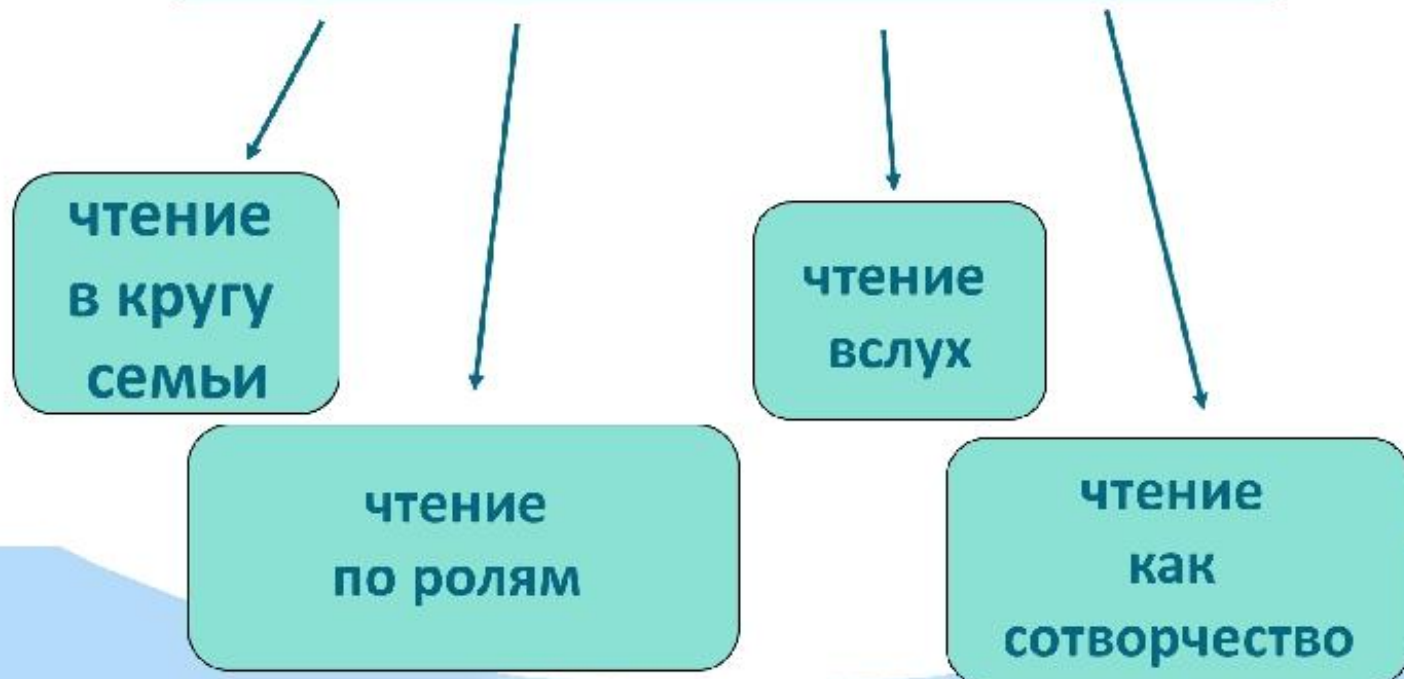 чтение
в кругу
семьи
чтение
по ролям
чтение
вслух
чтение
как
сотворчество